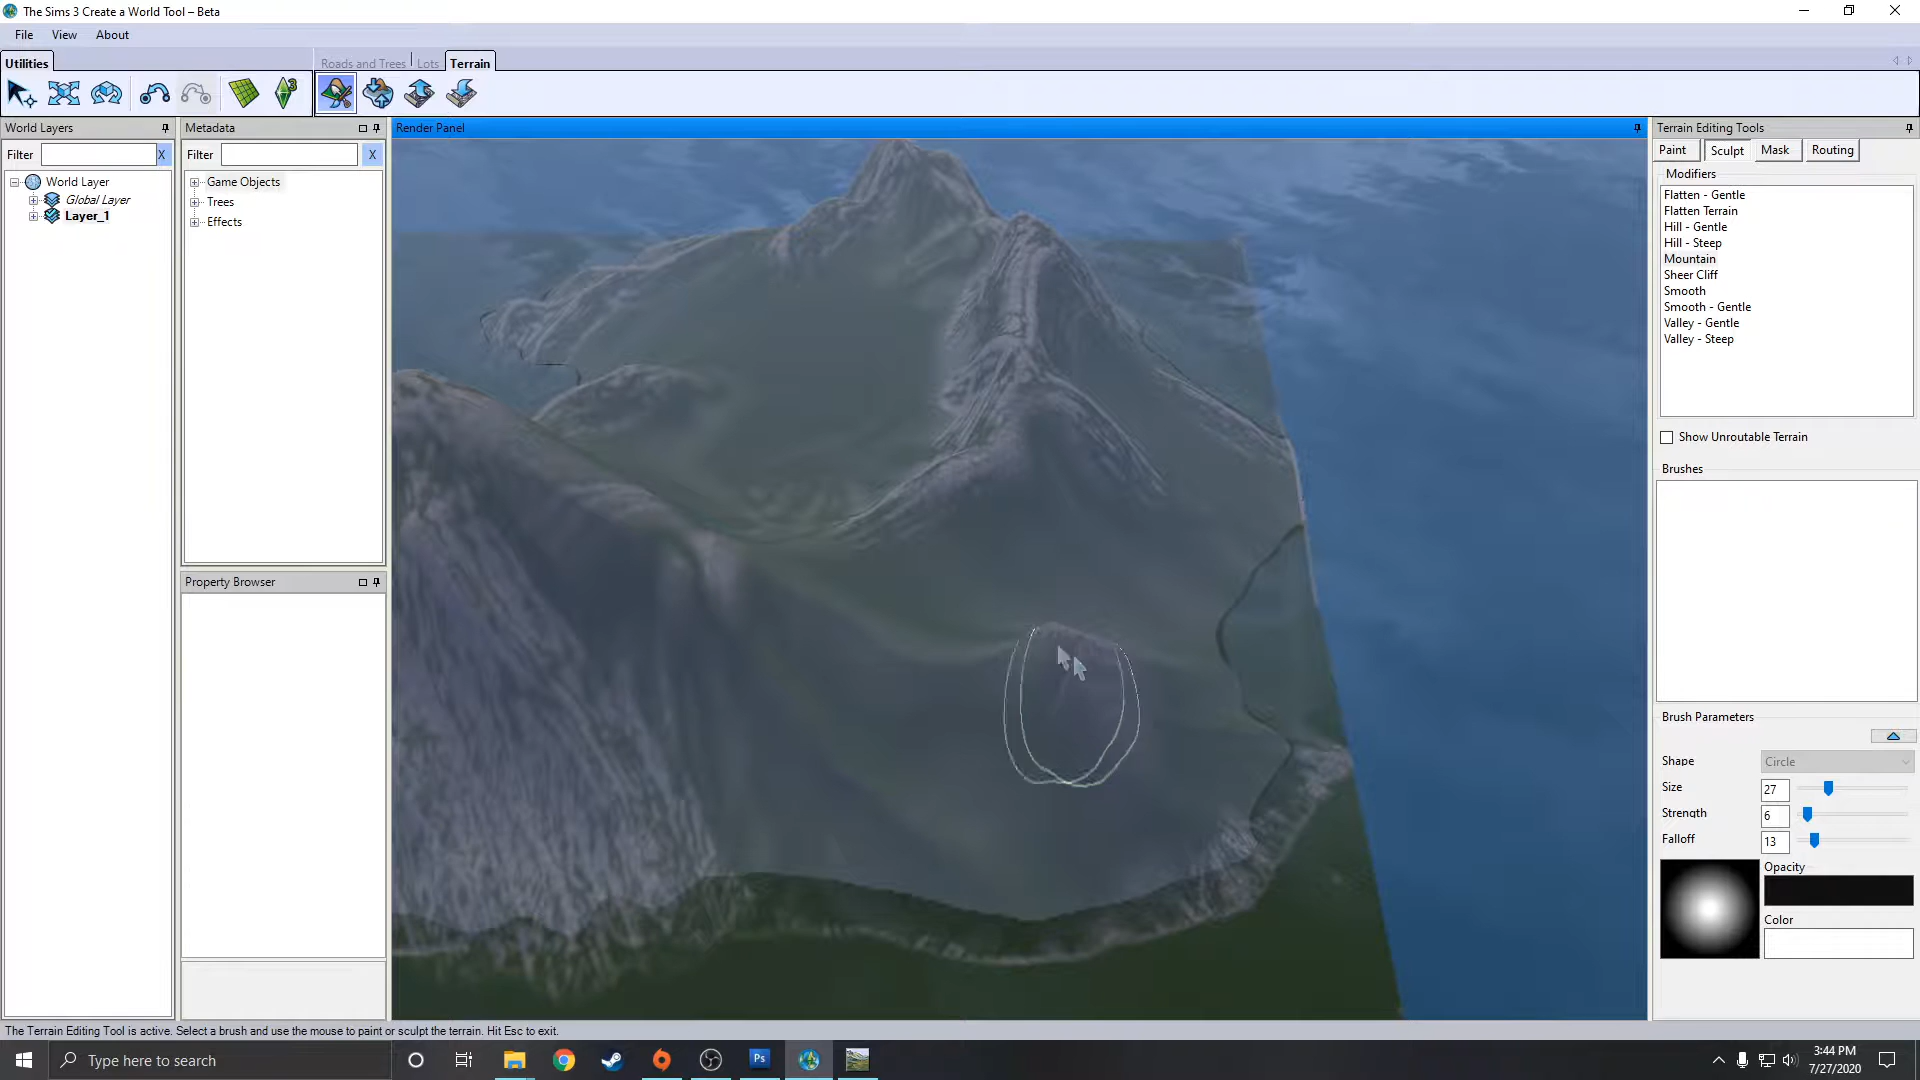 The Sims 3 Create a World Tool – Beta
File View About
Utilities
Roads and Trees Lots Terrain
World Layers
Filter X
World Layer
Global Layer
Layer_1
Metadata
Filter X
Game Objects
Trees
Effects
Property Browser
Render Panel
Terrain Editing Tools
Paint Sculpt Mask Routing
Modifiers
Flatten - Gentle
Flatten Terrain
Hill - Gentle
Hill - Steep
Mountain
Sheer Cliff
Smooth
Smooth - Gentle
Valley - Gentle
Valley - Steep
Show Unroutable Terrain
Brushes
Brush Parameters
Shape Circle
Size 27
Strength 6
Falloff 13
Opacity
Color
The Terrain Editing Tool is active. Select a brush and use the mouse to paint or sculpt the terrain. Hit Esc to exit.
Type here to search
Ps
3:44 PM
7/27/2020